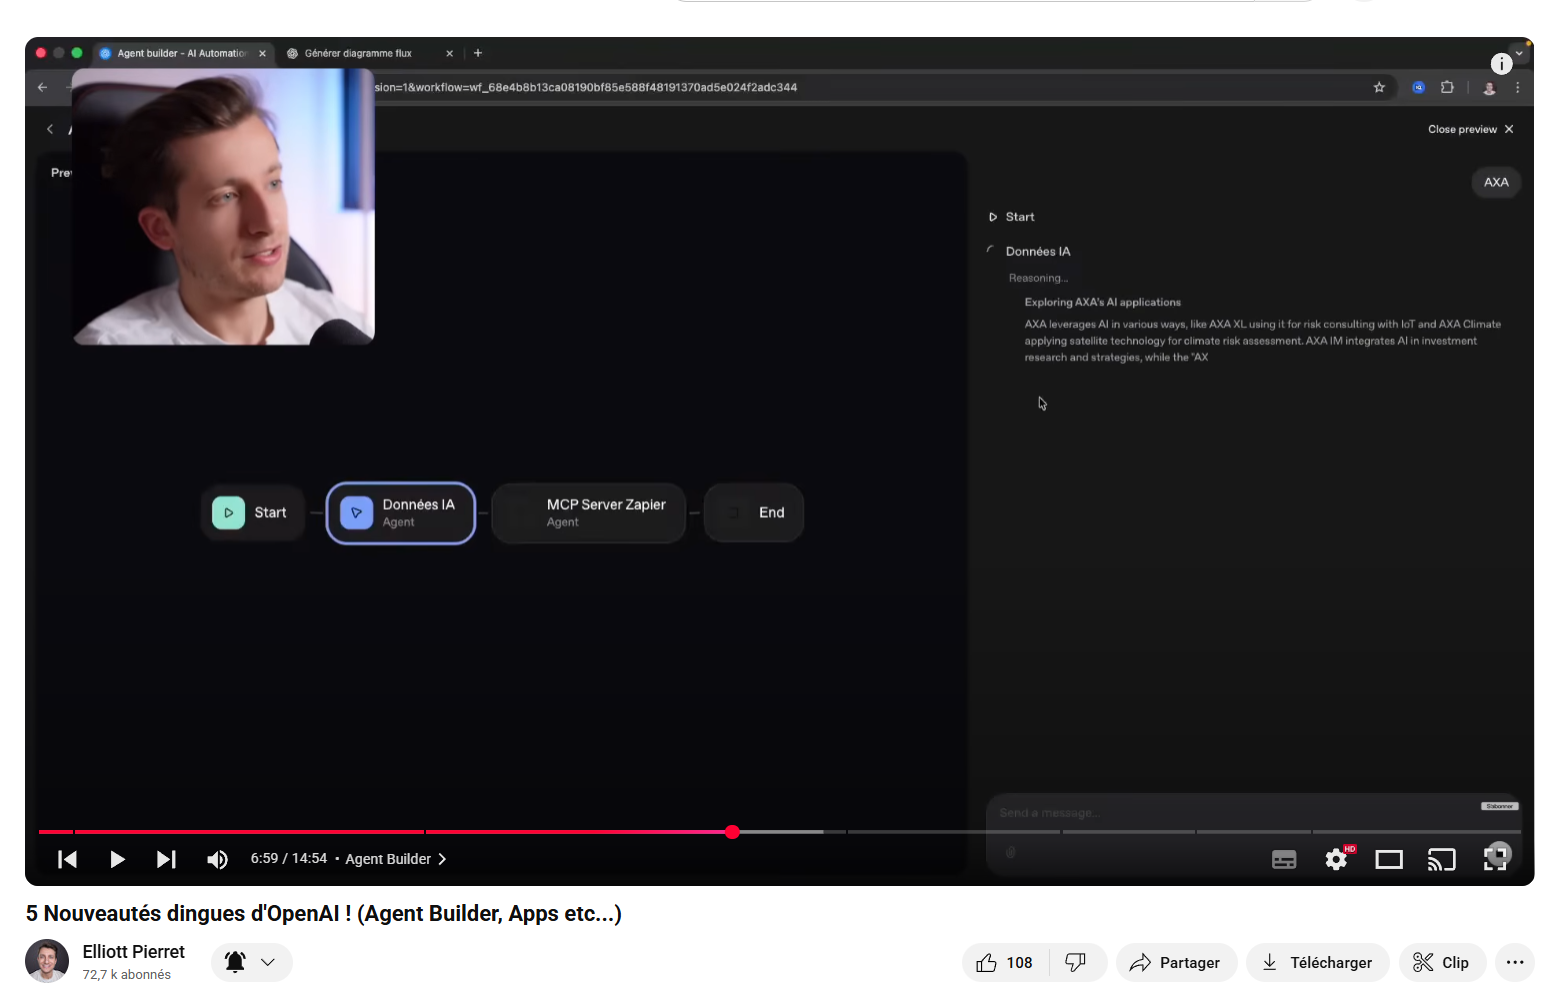 Agent builder - AI Automatio
Générer diagramme flux
sion=1&workflow=wf_68e4b8b13ca08190bf85e588f48191370ad5e024f2adc344
Close preview
Prev
AXA
Start
Données IA
Reasoning...
Exploring AXA's AI applications
AXA leverages AI in various ways, like AXA XL using it for risk consulting with IoT and AXA Climate
applying satellite technology for climate risk assessment. AXA IM integrates AI in investment
research and strategies, while the "AX
Start
Données IA
Agent
MCP Server Zapier
Agent
End
Send a message...
S'abonner
6:59 / 14:54 • Agent Builder
HD
5 Nouveautés dingues d'OpenAI ! (Agent Builder, Apps etc...)
Elliott Pierret
72,7 k abonnés
108
Partager
Télécharger
Clip